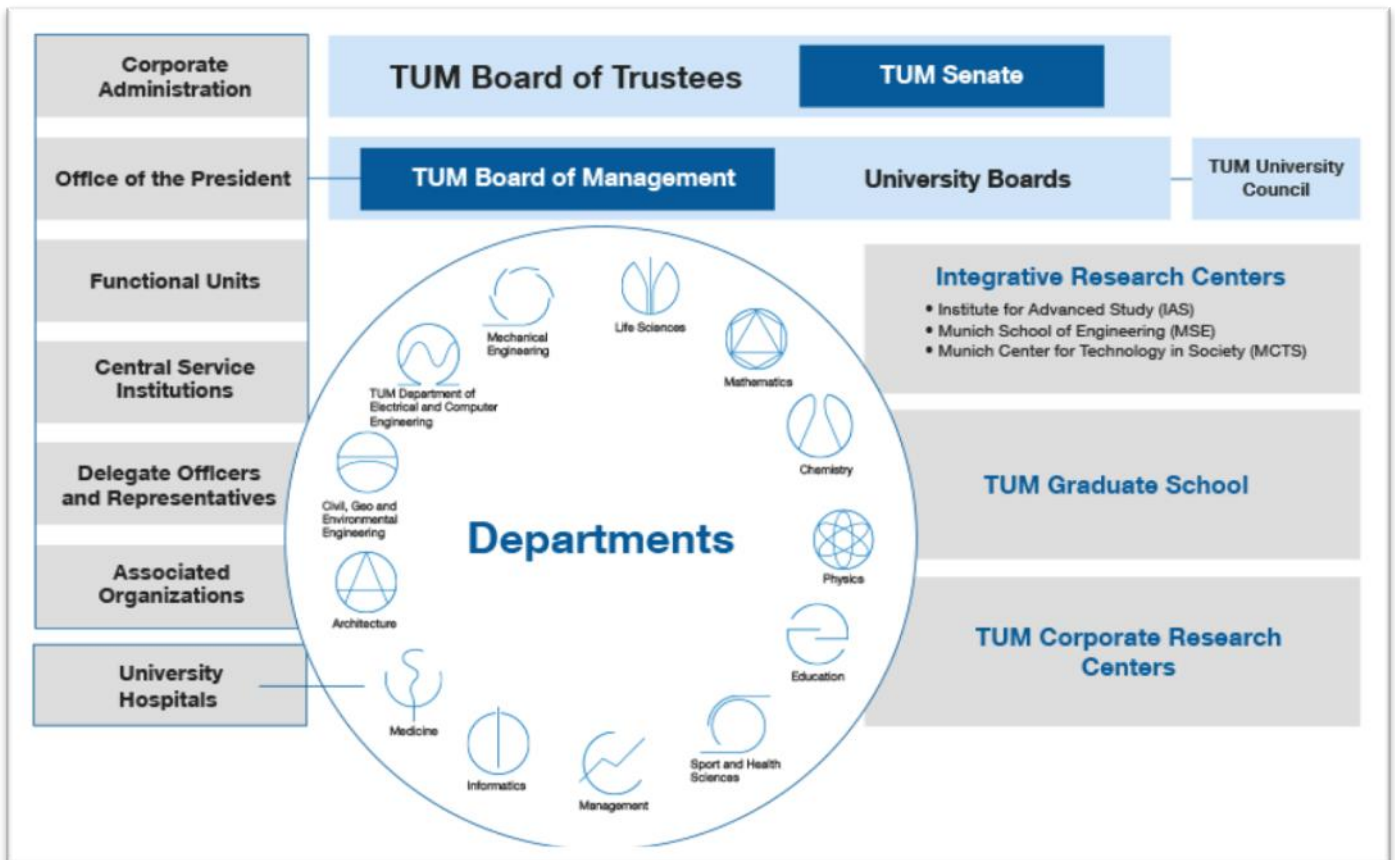 Corporate
Administration
TUM Board of Trustees
TUM Senate
Office of the President
TUM Board of Management
University Boards
TUM University
Council
Functional Units
Central Service
Institutions
Delegate Officers
and Representatives
Associated
Organizations
University
Hospitals
Departments
Life Sciences
Mathematics
Chemistry
Physics
Education
Sport and Health
Sciences
Management
Informatics
Medicine
Architecture
Civil, Geo and
Environmental
Engineering
TUM Department of
Electrical and Computer
Engineering
Mechanical
Engineering
Integrative Research Centers
• Institute for Advanced Study (IAS)
• Munich School of Engineering (MSE)
• Munich Center for Technology in Society (MCTS)
TUM Graduate School
TUM Corporate Research
Centers